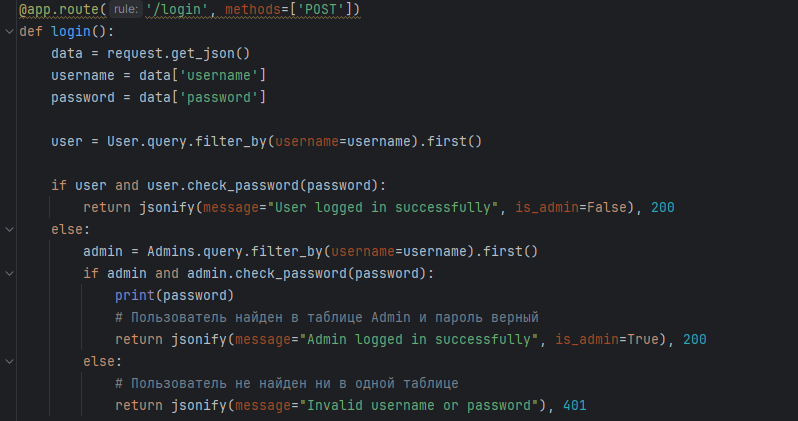 @app.route( rule: '/login', methods=['POST'])
def login():
    data = request.get_json()
    username = data['username']
    password = data['password']

    user = User.query.filter_by(username=username).first()

    if user and user.check_password(password):
        return jsonify(message="User logged in successfully", is_admin=False), 200
    else:
        admin = Admins.query.filter_by(username=username).first()
        if admin and admin.check_password(password):
            print(password)
            # Пользователь найден в таблице Admin и пароль верный
            return jsonify(message="Admin logged in successfully", is_admin=True), 200
        else:
            # Пользователь не найден ни в одной таблице
            return jsonify(message="Invalid username or password"), 401